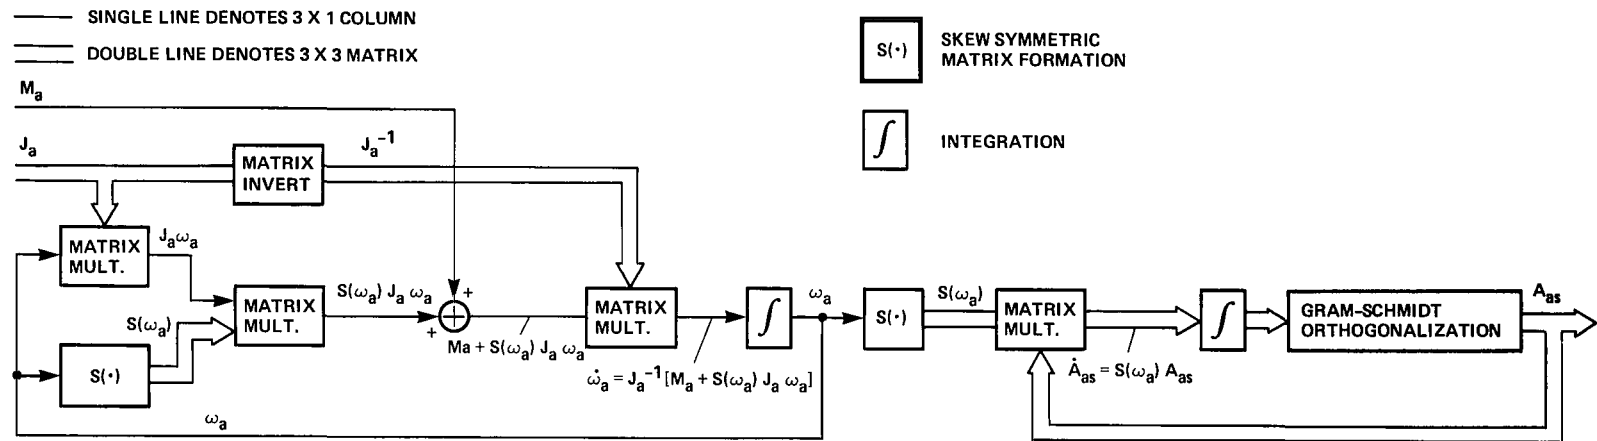 SINGLE LINE DENOTES 3 X 1 COLUMN
DOUBLE LINE DENOTES 3 X 3 MATRIX
S(·)
SKEW SYMMETRIC
MATRIX FORMATION
∫
INTEGRATION
Mₐ
Jₐ
MATRIX
INVERT
Jₐ⁻¹
MATRIX
MULT.
Jₐωₐ
S(ωₐ)
S(·)
MATRIX
MULT.
S(ωₐ) Jₐ ωₐ
+
+
Ma + S(ωₐ) Jₐ ωₐ
MATRIX
MULT.
ω̇ₐ = Jₐ⁻¹ [Mₐ + S(ωₐ) Jₐ ωₐ]
∫
ωₐ
S(·)
S(ωₐ)
MATRIX
MULT.
Ȧₐₛ = S(ωₐ) Aₐₛ
∫
GRAM-SCHMIDT
ORTHOGONALIZATION
Aₐₛ
ωₐ